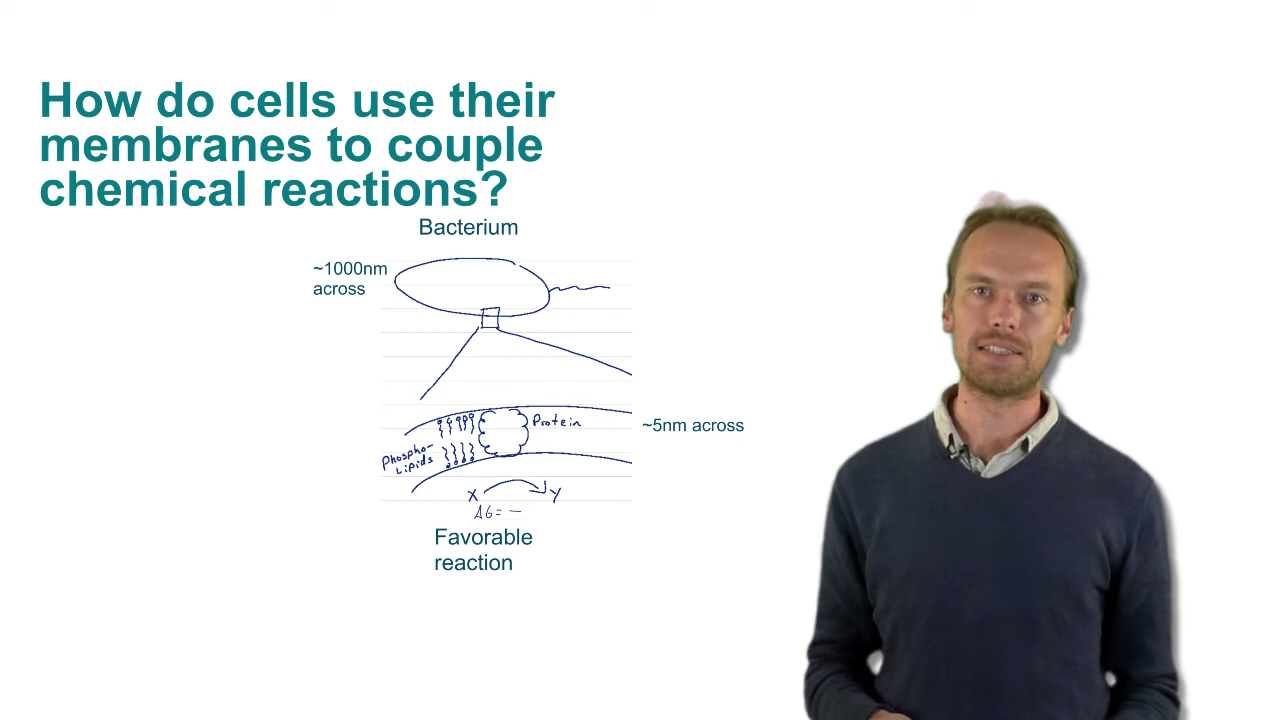 How do cells use their
membranes to couple
chemical reactions?
Bacterium
~1000nm
across
Protein
~5nm across
Phospho-
Lipids
X Y
ΔG = —
Favorable
reaction